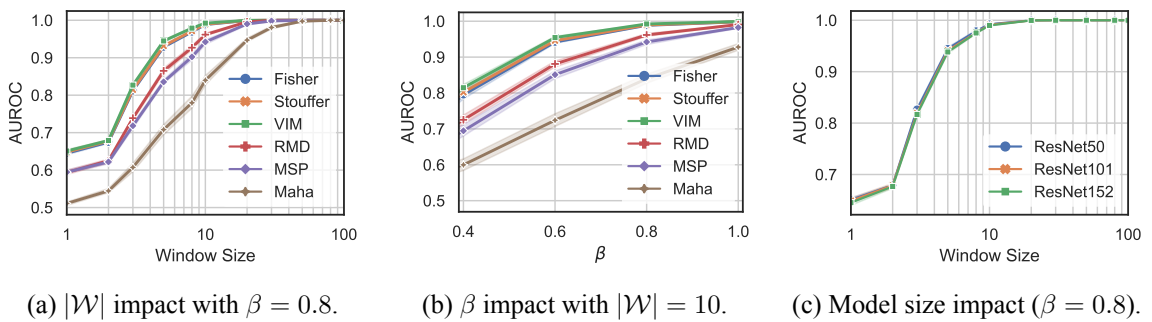 AUROC
1.0
0.9
0.8
0.7
0.6
0.5
1
10
100
Window Size
Fisher
Stouffer
VIM
RMD
MSP
Maha
(a) |𝒲| impact with β = 0.8.
AUROC
1.0
0.9
0.8
0.7
0.6
0.5
0.4
0.6
0.8
1.0
β
Fisher
Stouffer
VIM
RMD
MSP
Maha
(b) β impact with |𝒲| = 10.
AUROC
1.0
0.9
0.8
0.7
1
10
100
Window Size
ResNet50
ResNet101
ResNet152
(c) Model size impact (β = 0.8).